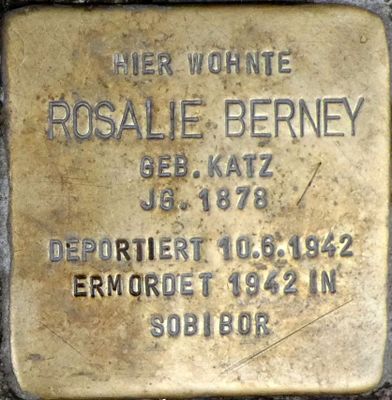 HIER WOHNTE
ROSALIE BERNEY
GEB. KATZ
JG. 1878
DEPORTIERT 10.6.1942
ERMORDET 1942 IN
SOBIBOR